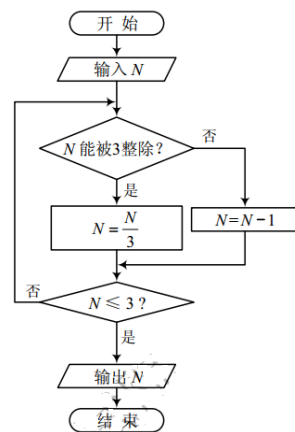 开始
输入 N
N 能被3整除?
否
是
N = N/3
N = N − 1
否
N ≤ 3 ?
是
输出 N
结束